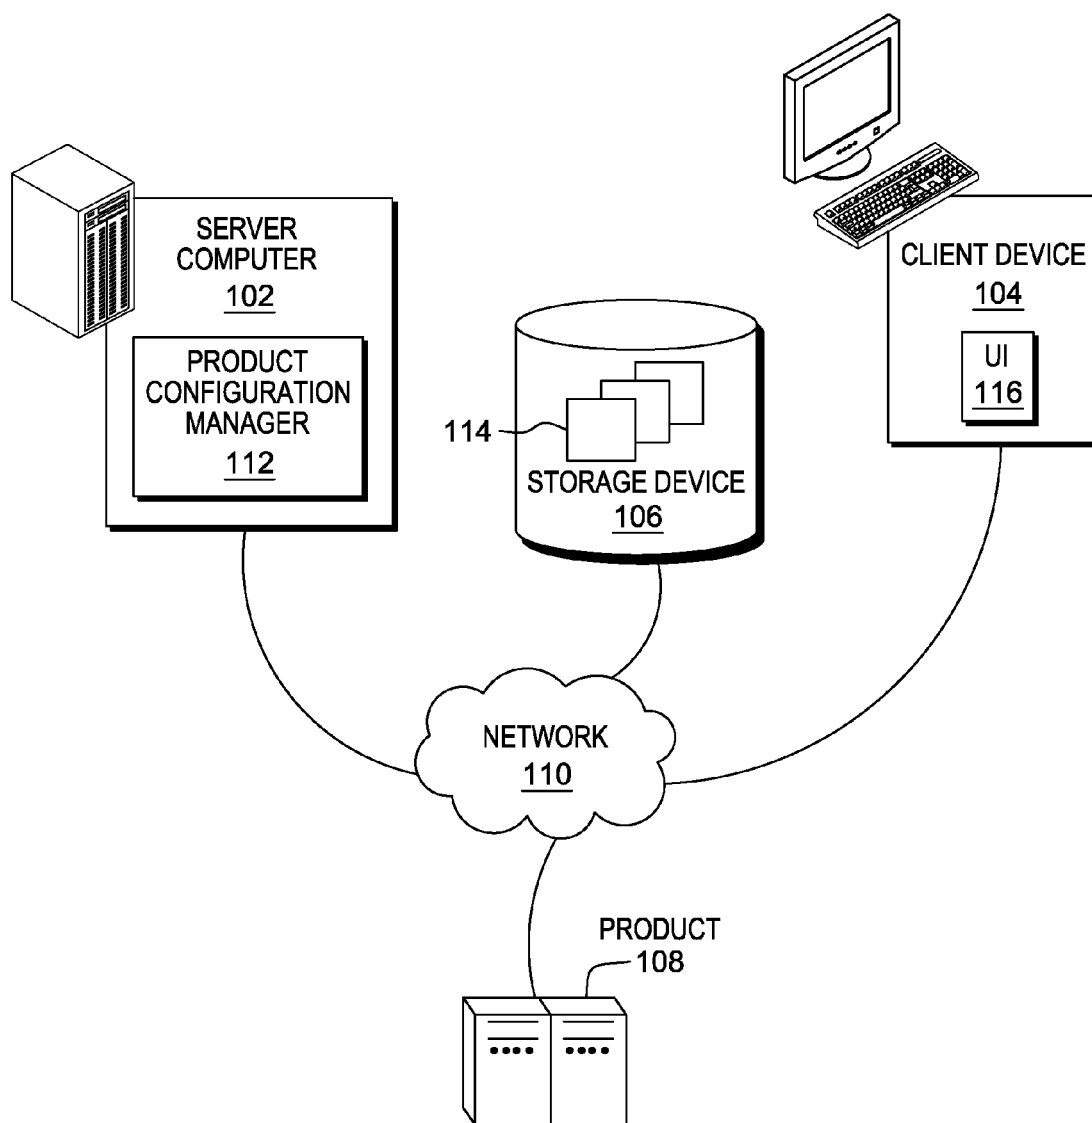 SERVER
COMPUTER
102
PRODUCT
CONFIGURATION
MANAGER
112
114
STORAGE DEVICE
106
CLIENT DEVICE
104
UI
116
NETWORK
110
PRODUCT
108